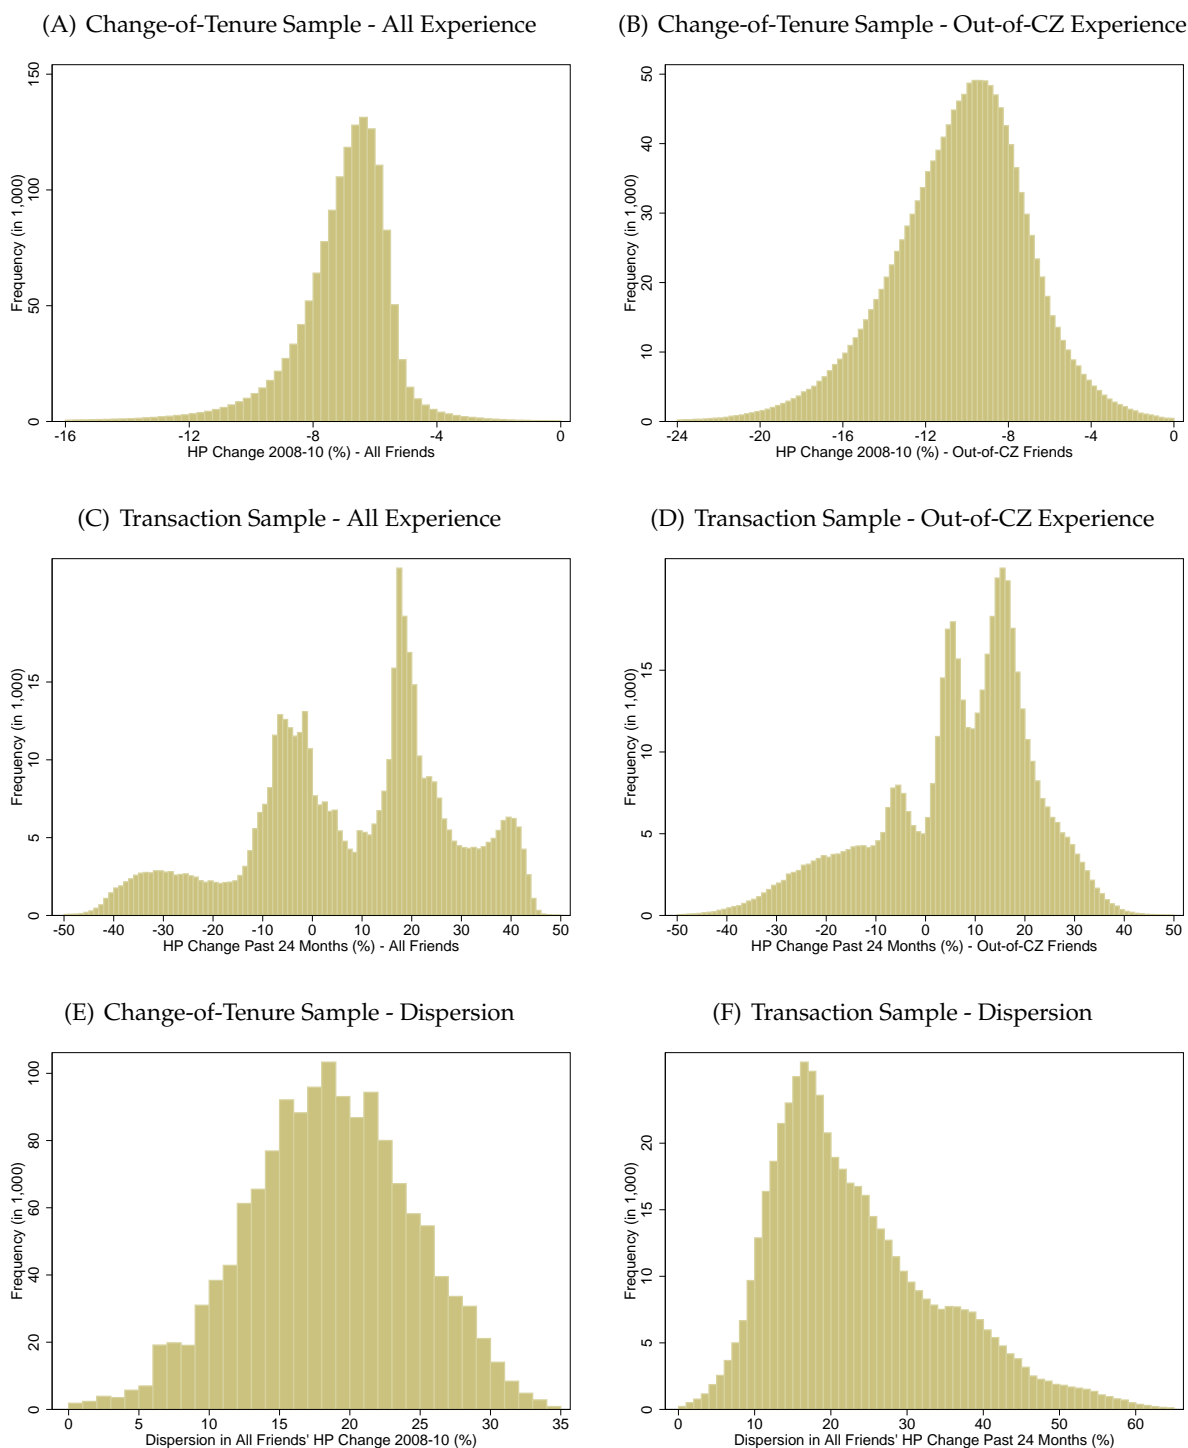 (A) Change-of-Tenure Sample - All Experience
(B) Change-of-Tenure Sample - Out-of-CZ Experience
Frequency (in 1,000)
0 50 100 150
-16 -12 -8 -4 0
HP Change 2008-10 (%) - All Friends
Frequency (in 1,000)
0 10 20 30 40 50
-24 -20 -16 -12 -8 -4 0
HP Change 2008-10 (%) - Out-of-CZ Friends
(C) Transaction Sample - All Experience
(D) Transaction Sample - Out-of-CZ Experience
Frequency (in 1,000)
0 5 10 15
-50 -40 -30 -20 -10 0 10 20 30 40 50
HP Change Past 24 Months (%) - All Friends
Frequency (in 1,000)
0 5 10 15
-50 -40 -30 -20 -10 0 10 20 30 40 50
HP Change Past 24 Months (%) - Out-of-CZ Friends
(E) Change-of-Tenure Sample - Dispersion
(F) Transaction Sample - Dispersion
Frequency (in 1,000)
0 20 40 60 80 100
0 5 10 15 20 25 30 35
Dispersion in All Friends' HP Change 2008-10 (%)
Frequency (in 1,000)
0 5 10 15 20
0 10 20 30 40 50 60
Dispersion in All Friends' HP Change Past 24 Months (%)